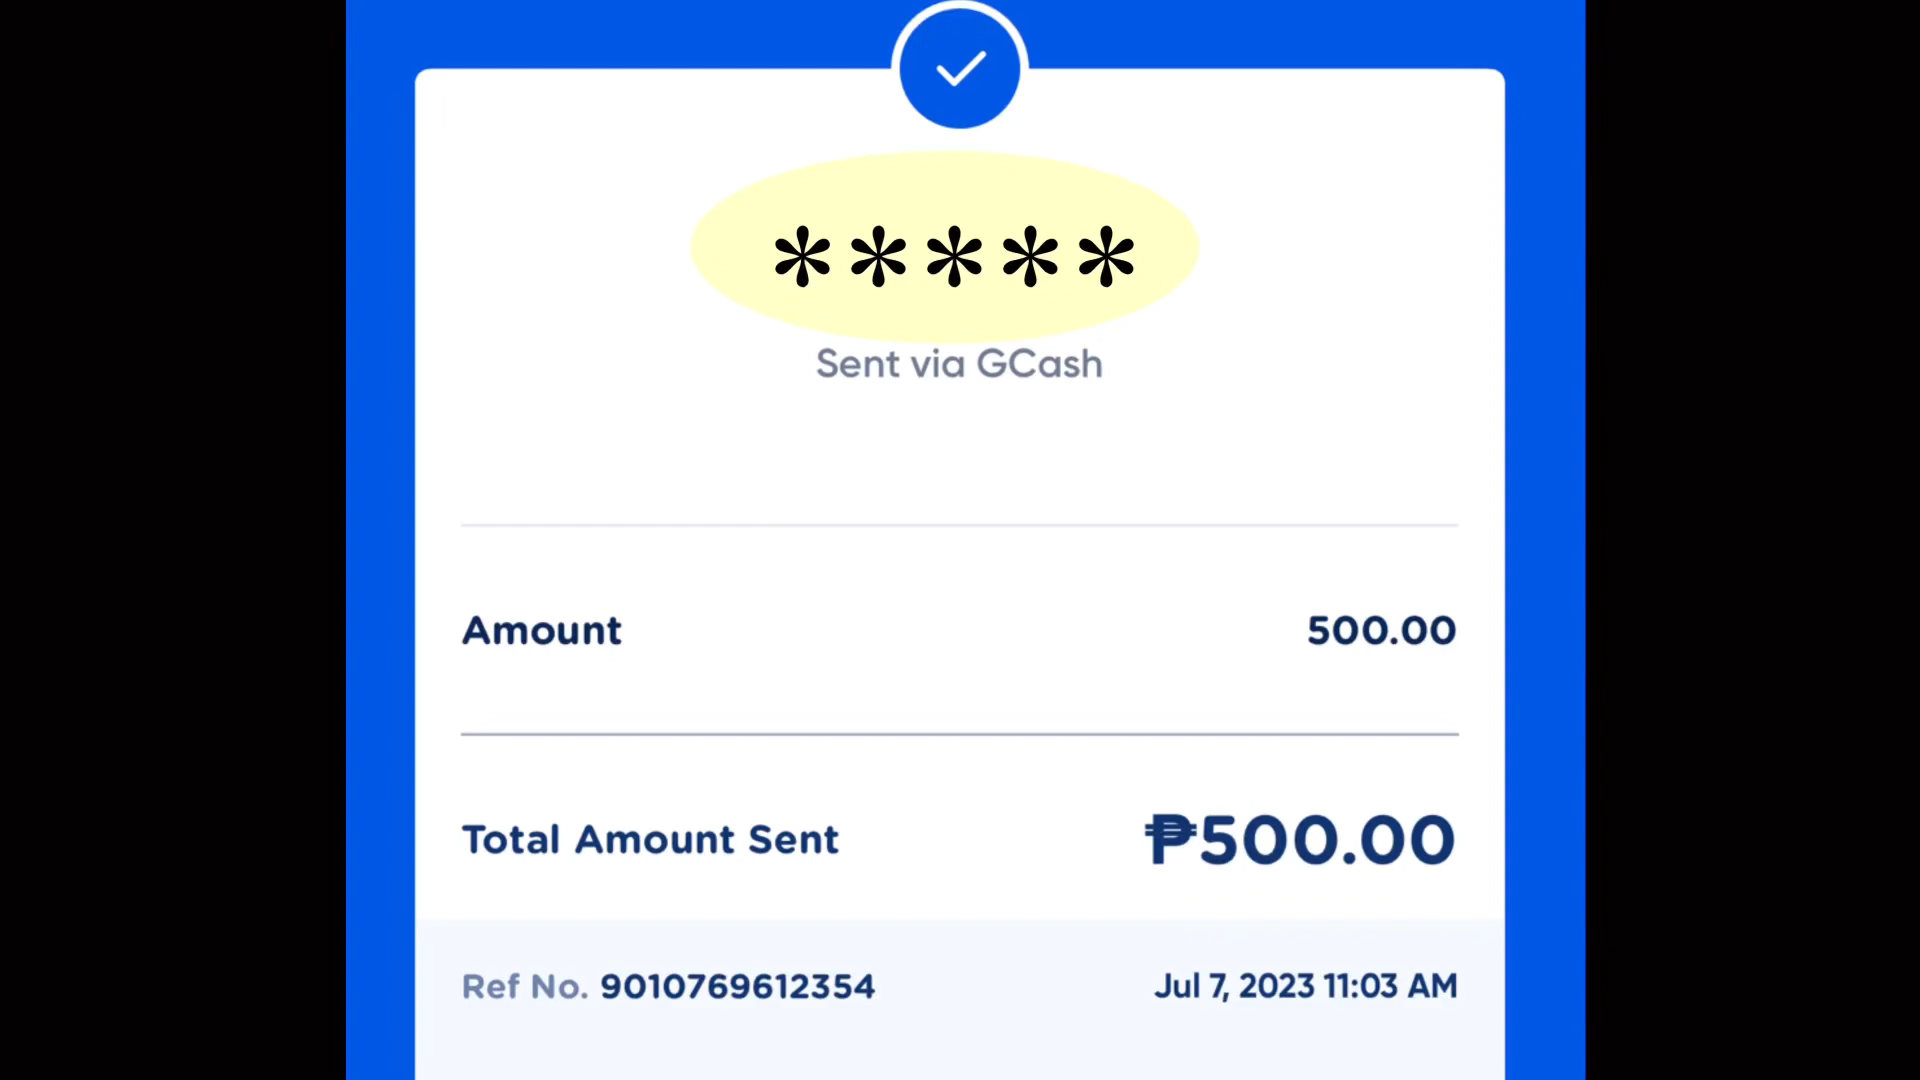 *****
Sent via GCash
Amount 500.00
Total Amount Sent ₱500.00
Ref No. 9010769612354 Jul 7, 2023 11:03 AM